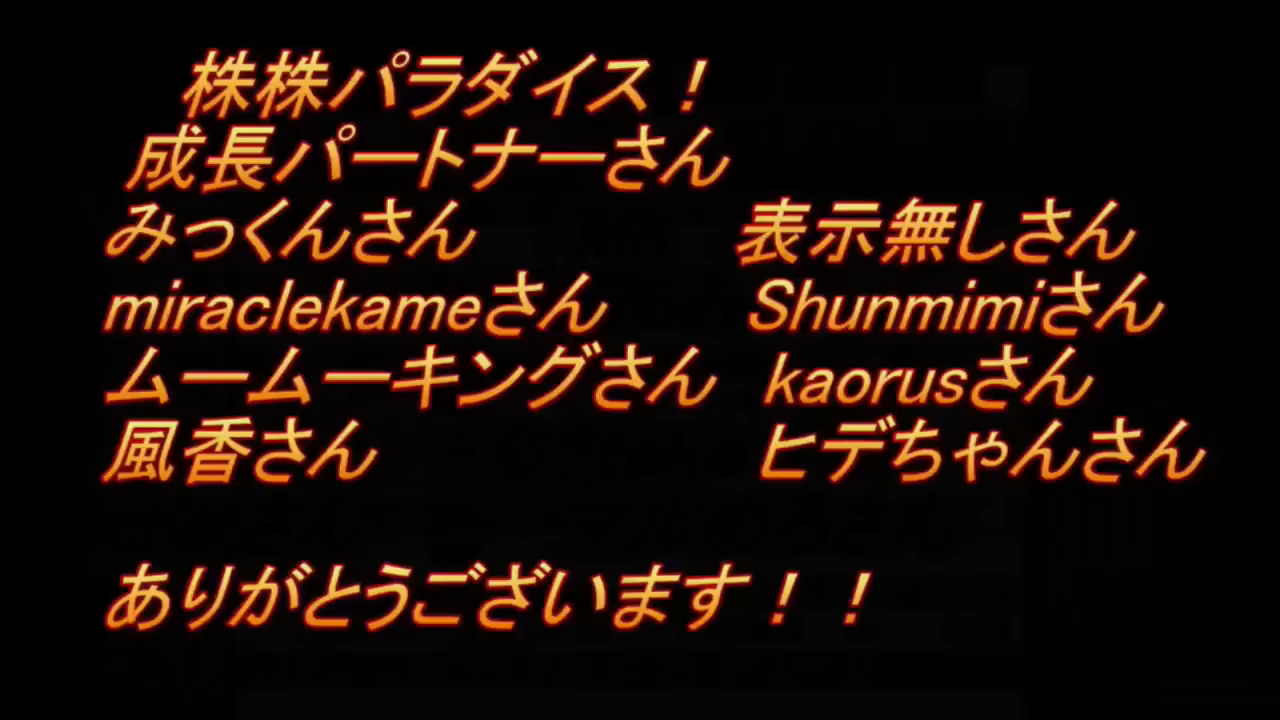 株株パラダイス！
成長パートナーさん
みっくんさん　表示無しさん
miraclekameさん　Shunmimiさん
ムームーキングさん　kaorusさん
風香さん　ヒデちゃんさん
ありがとうございます！！